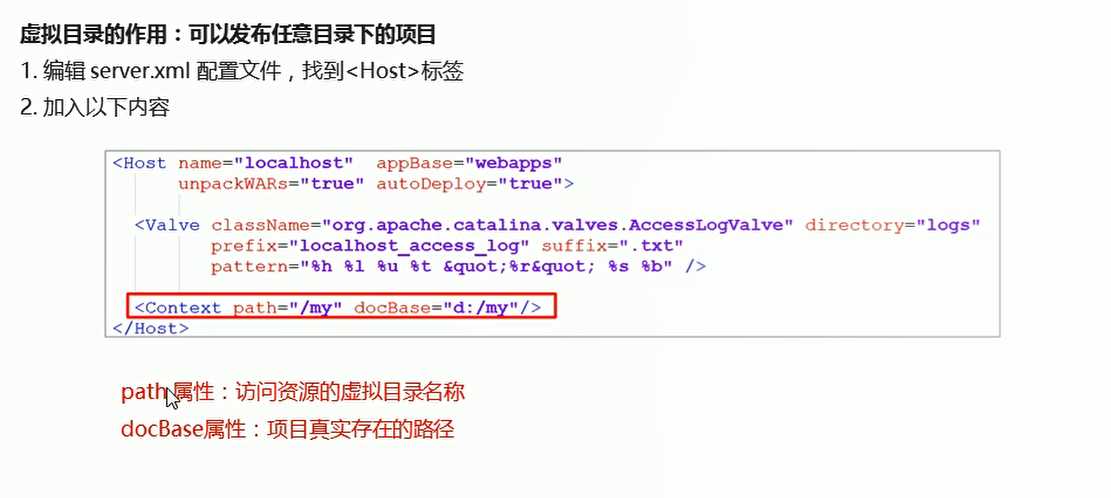 虚拟目录的作用：可以发布任意目录下的项目
1. 编辑 server.xml 配置文件，找到<Host>标签
2. 加入以下内容
<Host name="localhost"  appBase="webapps"
unpackWARs="true" autoDeploy="true">
<Valve className="org.apache.catalina.valves.AccessLogValve" directory="logs"
prefix="localhost_access_log" suffix=".txt"
pattern="%h %l %u %t &quot;%r&quot; %s %b" />
<Context path="/my" docBase="d:/my"/>
</Host>
path属性：访问资源的虚拟目录名称
docBase属性：项目真实存在的路径